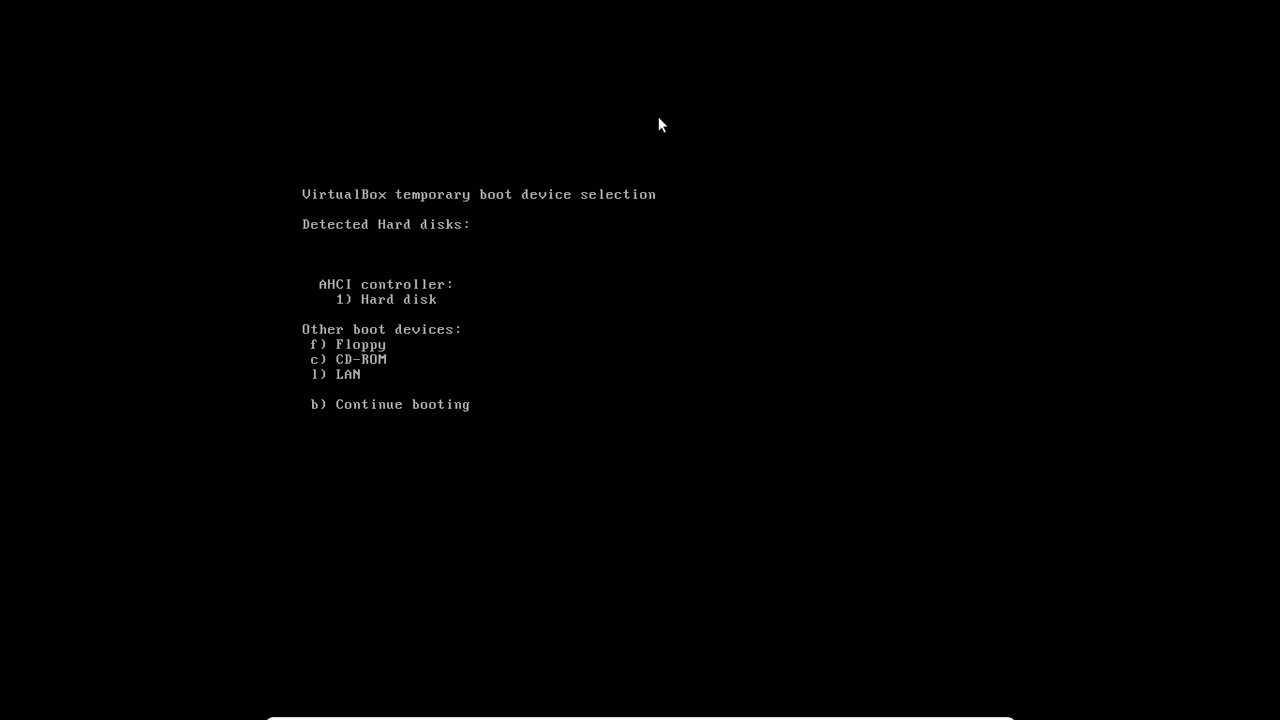 VirtualBox temporary boot device selection
Detected Hard disks:
AHCI controller:
1) Hard disk
Other boot devices:
f) Floppy
c) CD-ROM
l) LAN
b) Continue booting